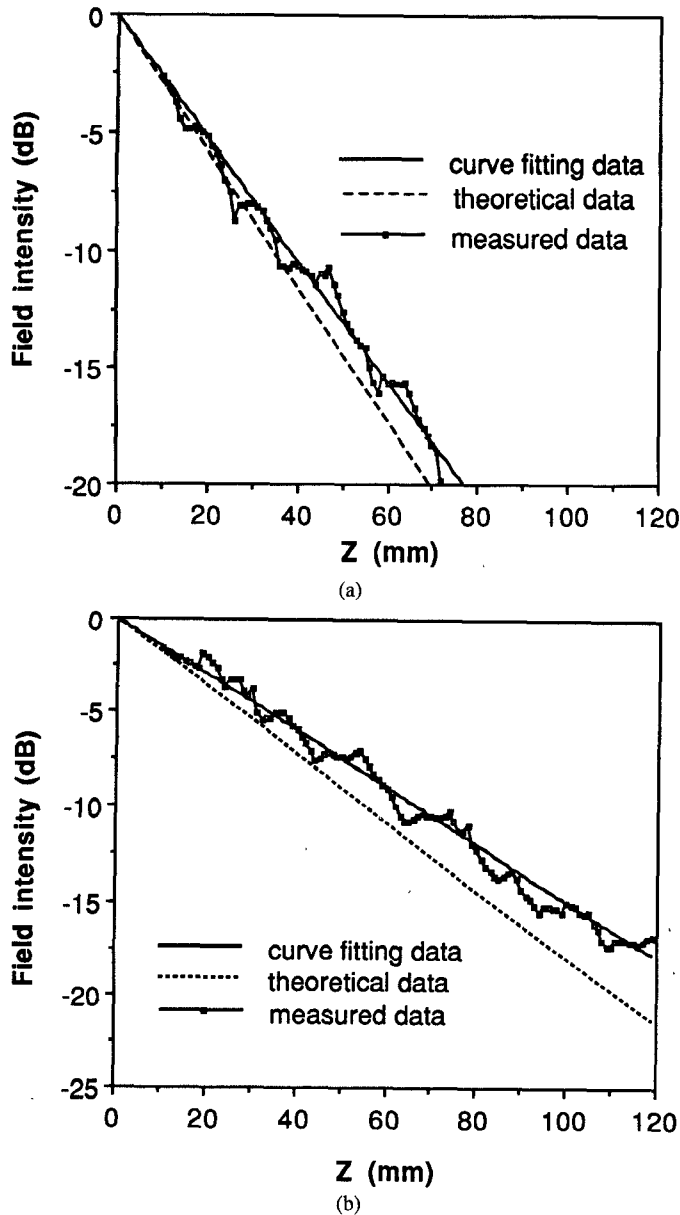 0
-5
-10
-15
-20
Field intensity (dB)
curve fitting data
theoretical data
measured data
0 20 40 60 80 100 120
Z (mm)
(a)
0
-5
-10
-15
-20
-25
Field intensity (dB)
curve fitting data
theoretical data
measured data
0 20 40 60 80 100 120
Z (mm)
(b)